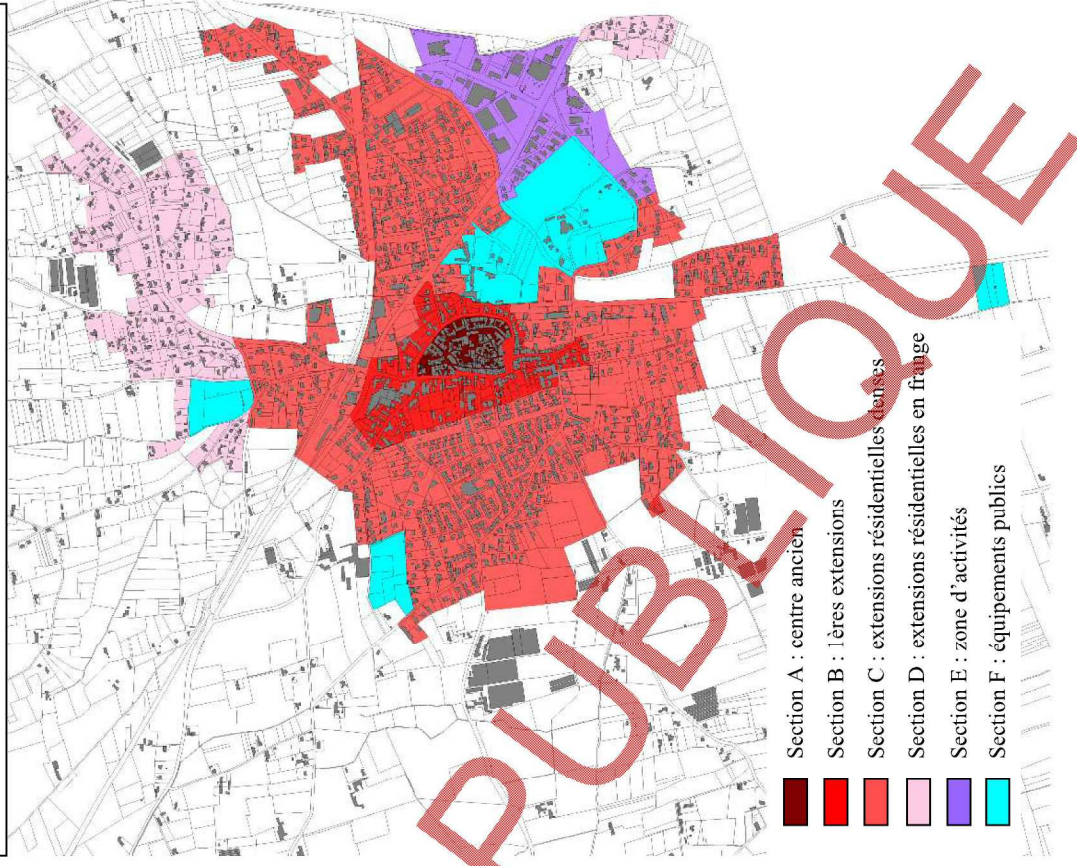 Section A : centre ancien
Section B : 1ères extensions
Section C : extensions résidentielles denses
Section D : extensions résidentielles en frange
Section E : zone d'activités
Section F : équipements publics
PUBLIQUE